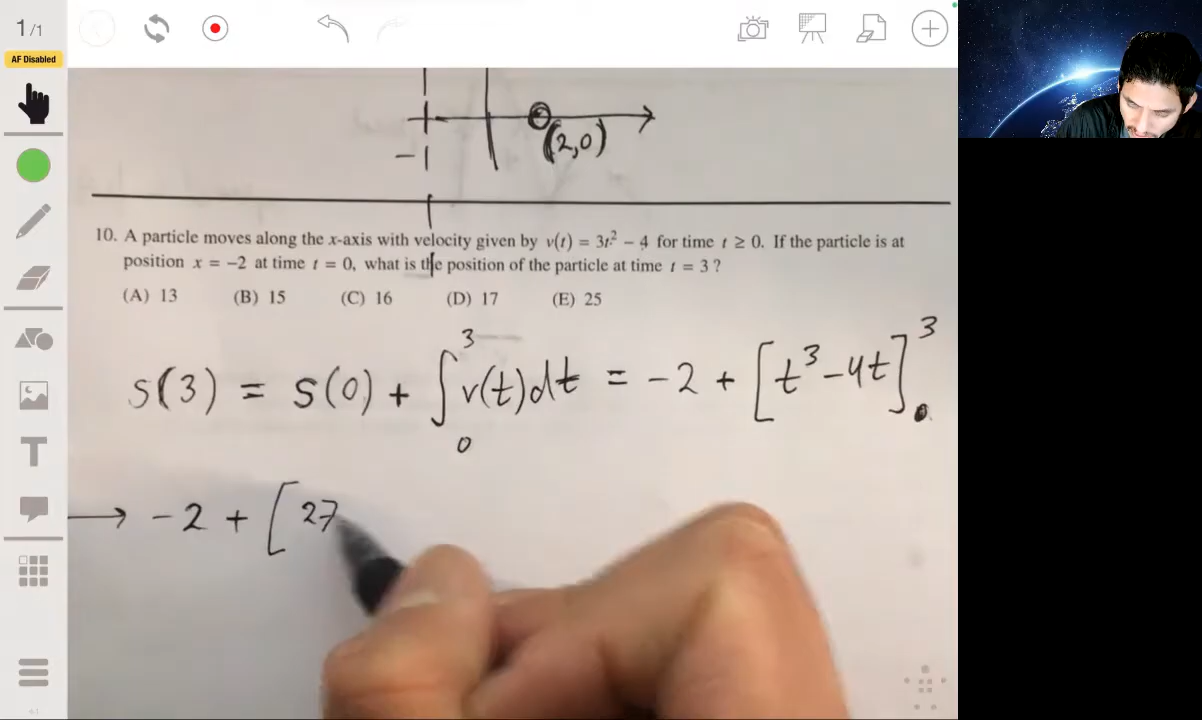 1/1
AF Disabled
(2,0)
-1
10. A particle moves along the x-axis with velocity given by v(t) = 3t² − 4 for time t ≥ 0. If the particle is at
position x = −2 at time t = 0, what is the position of the particle at time t = 3 ?
(A) 13 (B) 15 (C) 16 (D) 17 (E) 25
s(3) = s(0) + ∫₀³ v(t)dt = -2 + [t³-4t]₀³
→ -2 + [27
T